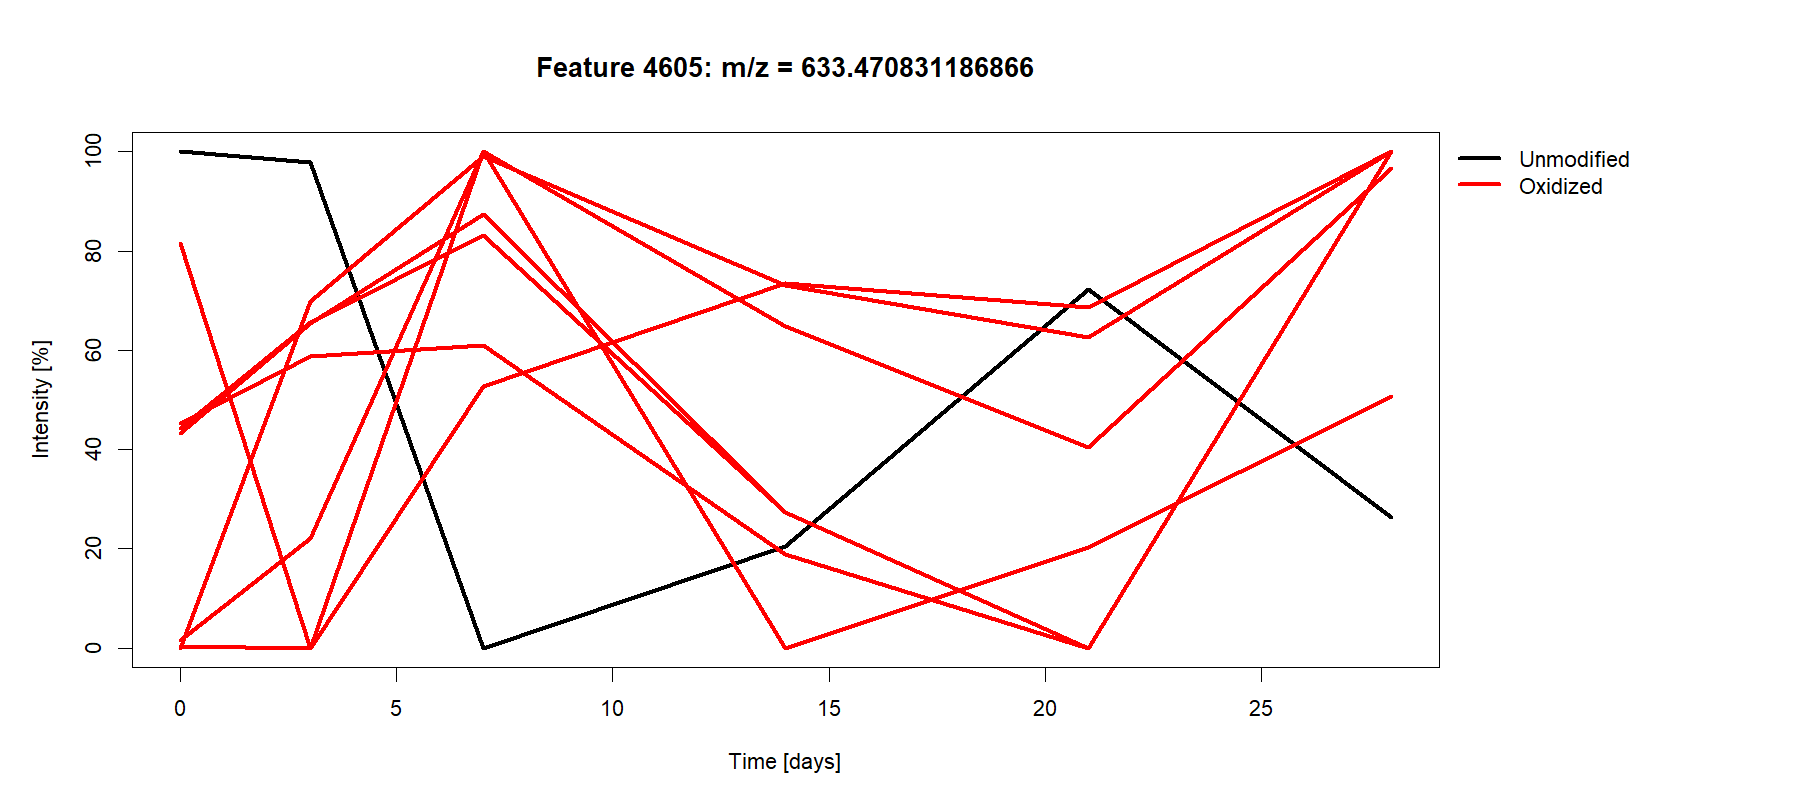 Feature 4605: m/z = 633.470831186866
Unmodified
Oxidized
Intensity [%]
100
80
60
40
20
0
0 5 10 15 20 25
Time [days]